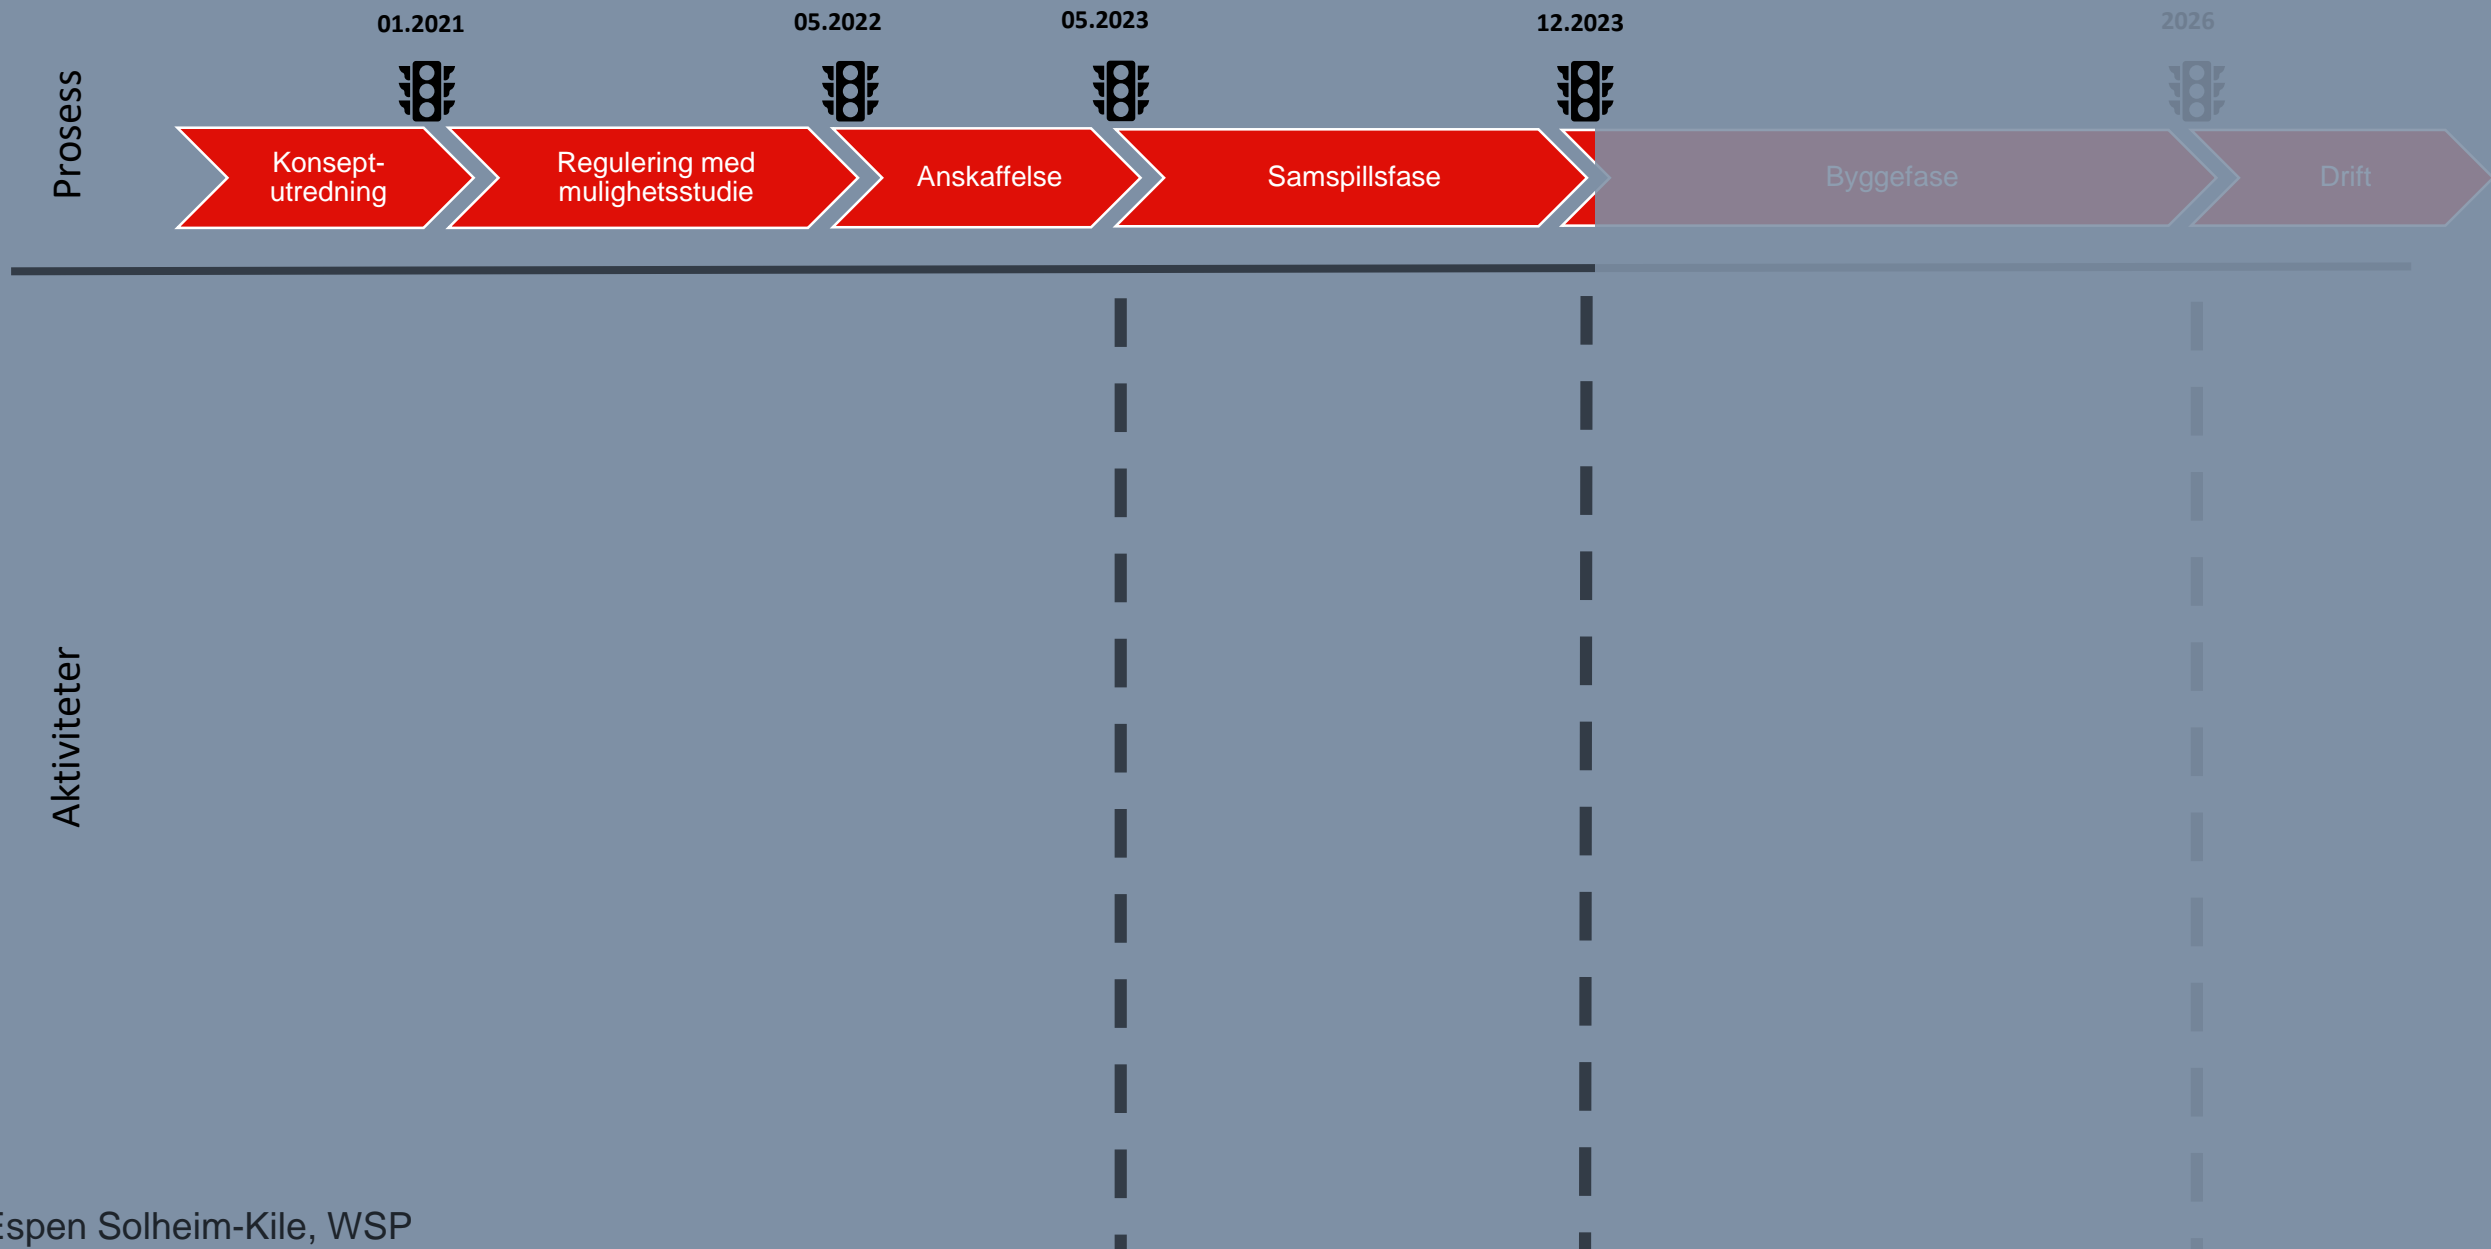 01.2021
05.2022
05.2023
12.2023
2026
Prosess
Konsept-
utredning
Regulering med
mulighetsstudie
Anskaffelse
Samspillsfase
Byggefase
Drift
Aktiviteter
Espen Solheim-Kile, WSP